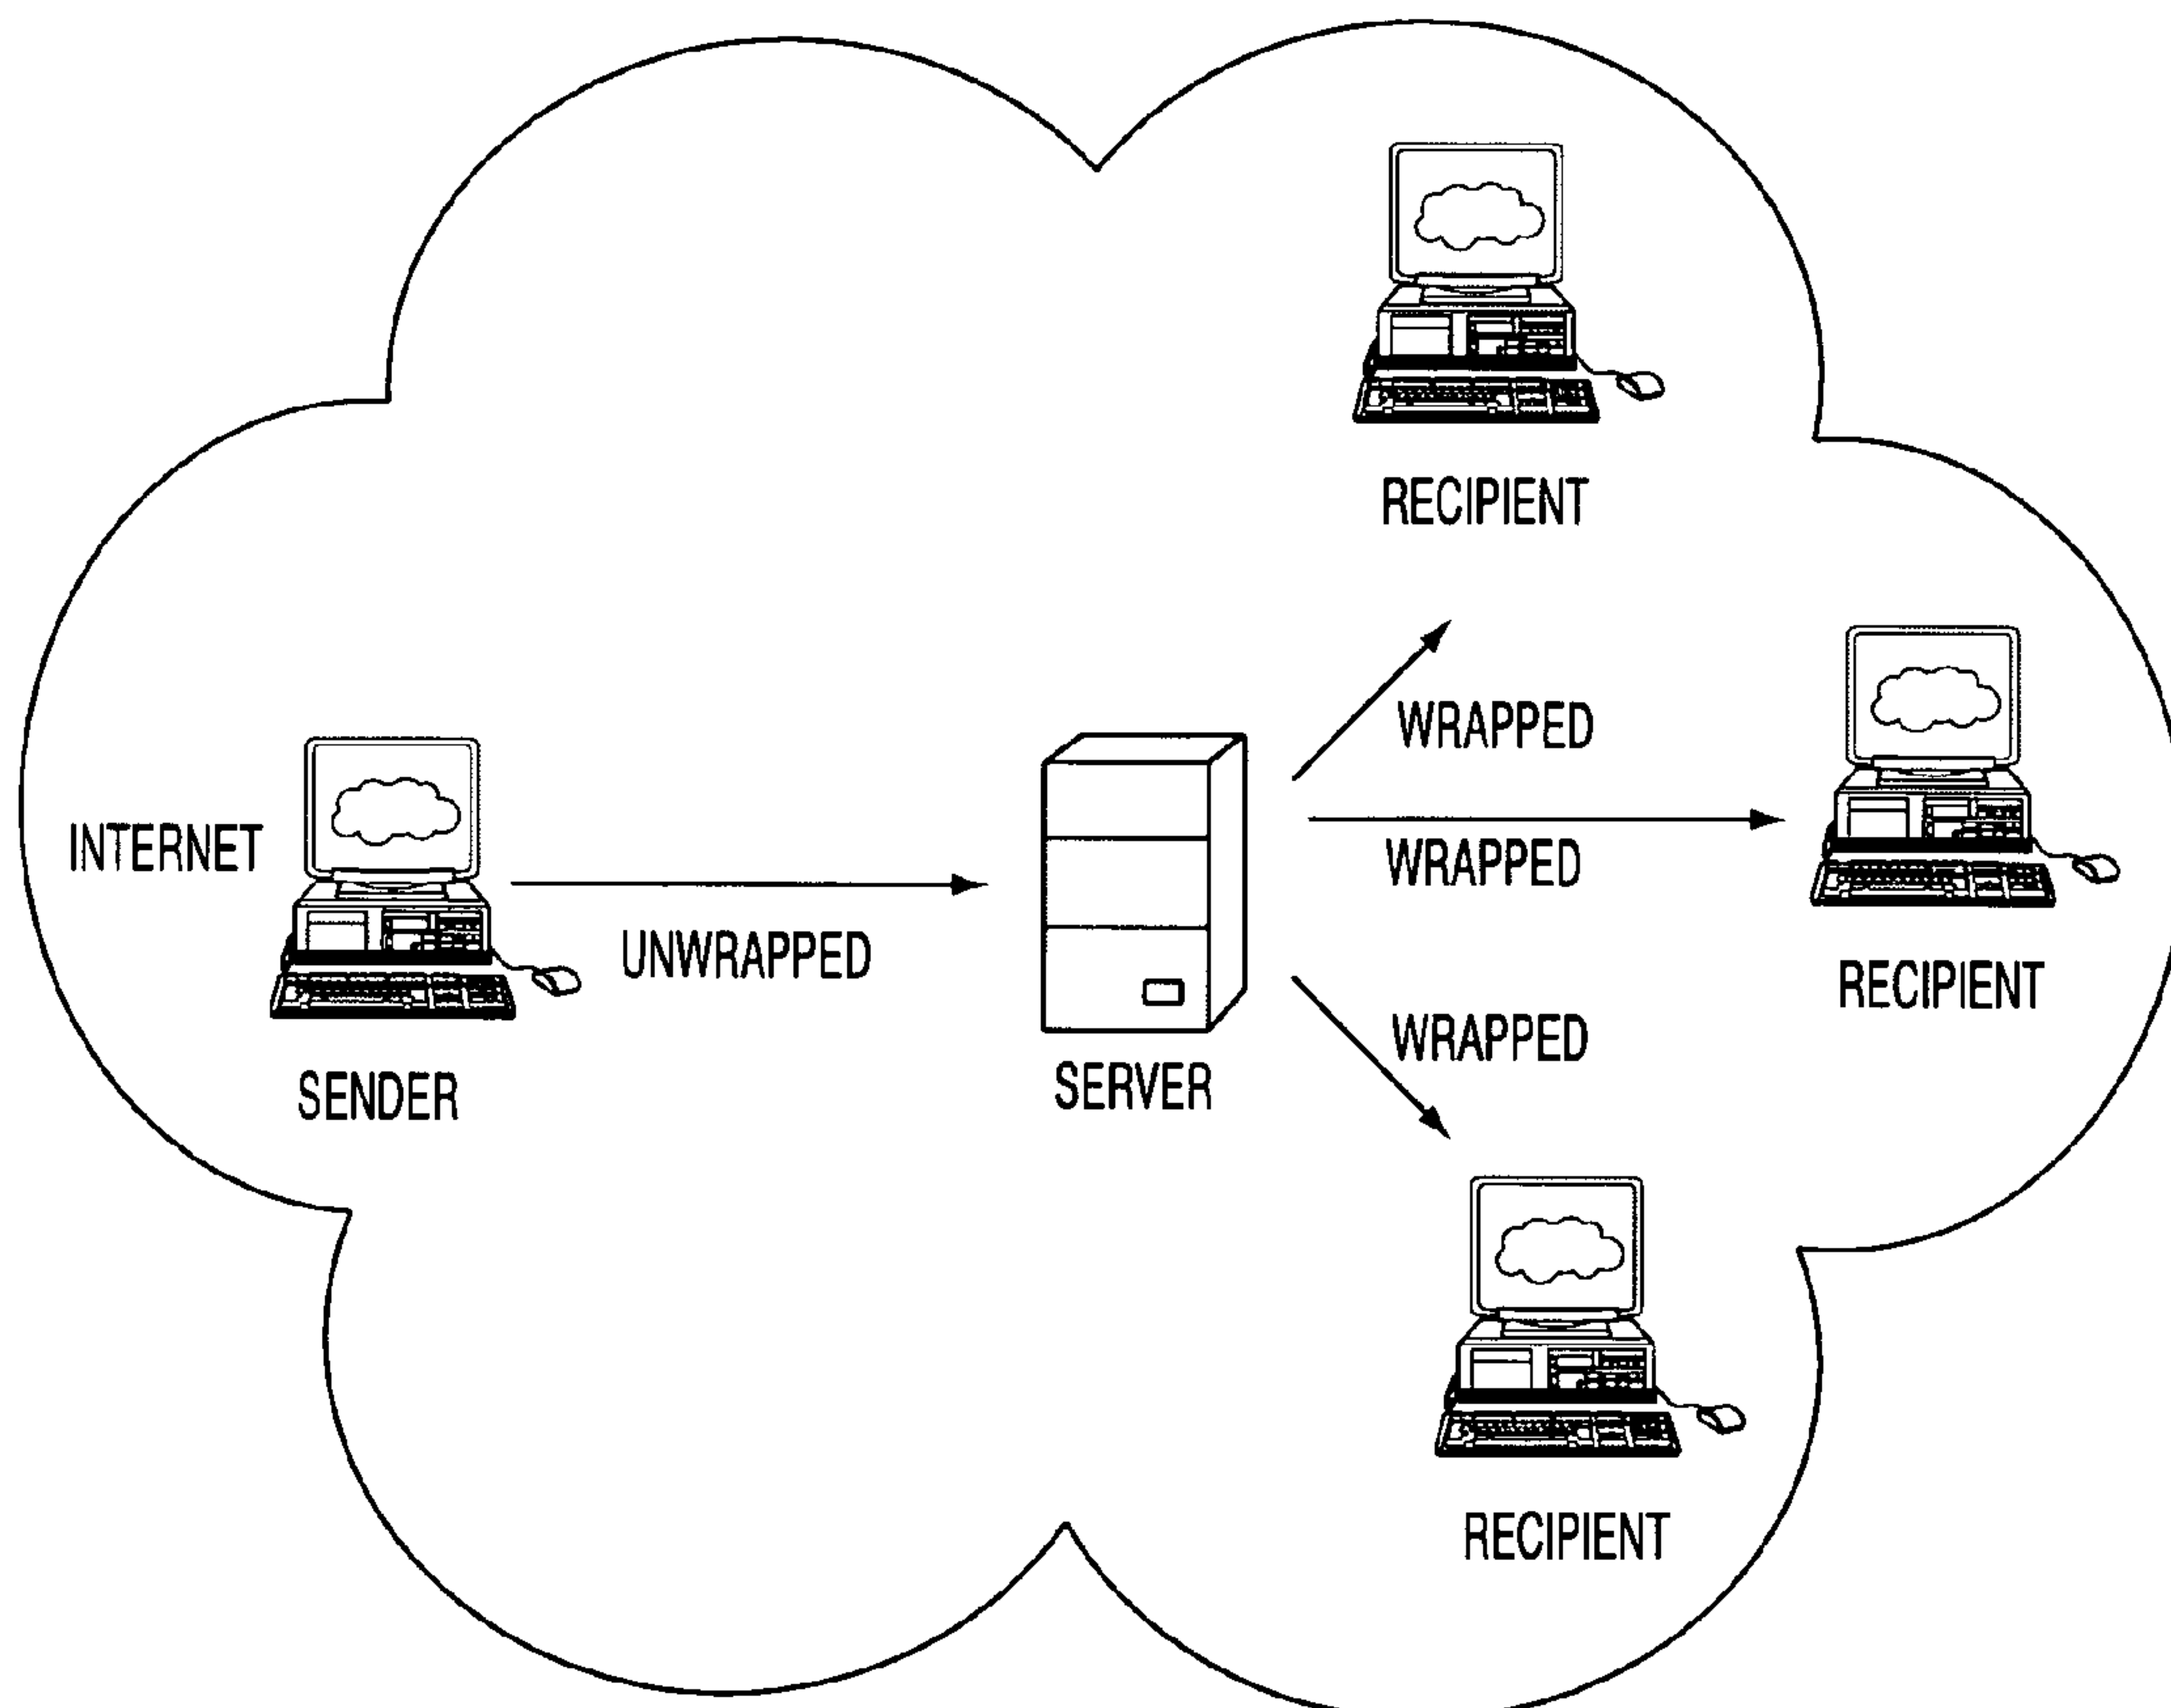 RECIPIENT
WRAPPED
INTERNET
WRAPPED
UNWRAPPED
RECIPIENT
WRAPPED
SENDER
SERVER
RECIPIENT